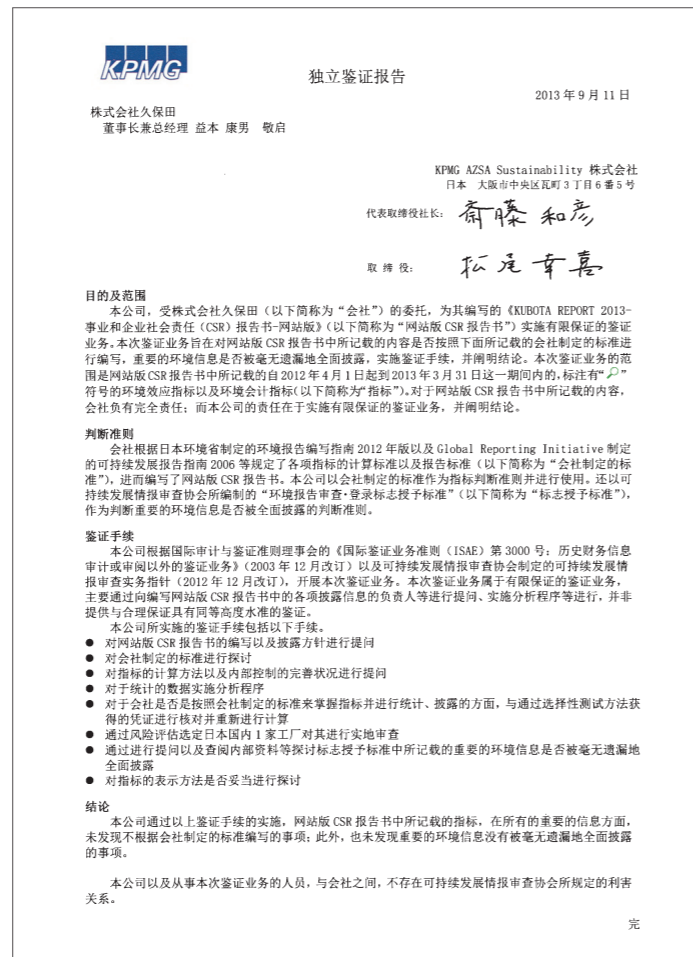 KPMG
独立鉴证报告
2013 年 9 月 11 日
株式会社久保田
董事长兼总经理 益本 康男 敬启
KPMG AZSA Sustainability 株式会社
日本 大阪市中央区瓦町 3 丁目 6 番 5 号
代表取缔役社长: 斎藤 和彦
取 缔 役: 松尾幸喜
目的及范围
本公司，受株式会社久保田（以下简称为“会社”）的委托，为其编写的《KUBOTA REPORT 2013-
事业和企业社会责任（CSR）报告书-网站版》（以下简称为“网站版 CSR 报告书”）实施有限保证的鉴证
业务。本次鉴证业务旨在对网站版CSR报告书中所记载的内容是否按照下面所记载的会社制定的标准进
行编写，重要的环境信息是否被毫无遗漏地全面披露，实施鉴证手续，并阐明结论。本次鉴证业务的范
围是网站版CSR报告书中所记载的自2012年4月1日起到2013年3月31日这一期间内的，标注有“ ”
符号的环境效应指标以及环境会计指标(以下简称为“指标”)。对于网站版 CSR 报告书中所记载的内容，
会社负有完全责任；而本公司的责任在于实施有限保证的鉴证业务，并阐明结论。
判断准则
会社根据日本环境省制定的环境报告编写指南 2012 年版以及 Global Reporting Initiative 制定
的可持续发展报告指南 2006 等规定了各项指标的计算标准以及报告标准（以下简称为“会社制定的标
准”），进而编写了网站版 CSR 报告书。本公司以会社制定的标准作为指标判断准则并进行使用。还以可
持续发展情报审查协会所编制的“环境报告审查·登录标志授予标准”（以下简称为“标志授予标准”），
作为判断重要的环境信息是否被全面披露的判断准则。
鉴证手续
本公司根据国际审计与鉴证准则理事会的《国际鉴证业务准则（ISAE）第 3000 号：历史财务信息
审计或审阅以外的鉴证业务》（2003 年 12 月改订）以及可持续发展情报审查协会制定的可持续发展情
报审查实务指针（2012 年 12 月改订），开展本次鉴证业务。本次鉴证业务属于有限保证的鉴证业务，
主要通过向编写网站版 CSR 报告书中的各项披露信息的负责人等进行提问、实施分析程序等进行，并非
提供与合理保证具有同等高度水准的鉴证。
本公司所实施的鉴证手续包括以下手续。
● 对网站版 CSR 报告书的编写以及披露方针进行提问
● 对会社制定的标准进行探讨
● 对指标的计算方法以及内部控制的完善状况进行提问
● 对于统计的数据实施分析程序
● 对于会社是否是按照会社制定的标准来掌握指标并进行统计、披露的方面，与通过选择性测试方法获
得的凭证进行核对并重新进行计算
● 通过风险评估选定日本国内 1 家工厂对其进行实地审查
● 通过进行提问以及查阅内部资料等探讨标志授予标准中所记载的重要的环境信息是否被毫无遗漏地
全面披露
● 对指标的表示方法是否妥当进行探讨
结论
本公司通过以上鉴证手续的实施，网站版 CSR 报告书中所记载的指标，在所有的重要的信息方面，
未发现不根据会社制定的标准编写的事项；此外，也未发现重要的环境信息没有被毫无遗漏地全面披露
的事项。
本公司以及从事本次鉴证业务的人员，与会社之间，不存在可持续发展情报审查协会所规定的利害
关系。
完